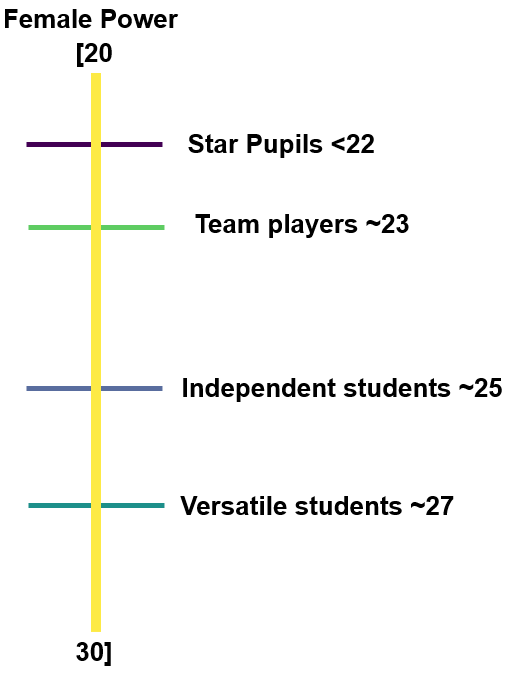 Female Power
[20
Star Pupils <22
Team players ~23
Independent students ~25
Versatile students ~27
30]